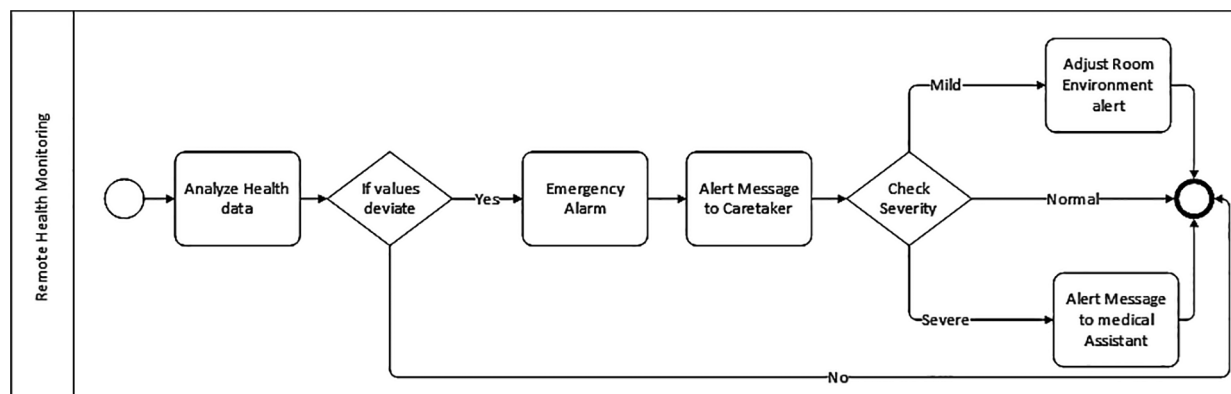 Remote Health Monitoring
Analyze Health
data
If values
deviate
Yes
Emergency
Alarm
Alert Message
to Caretaker
Check
Severity
Mild
Adjust Room
Environment
alert
Normal
Severe
Alert Message
to medical
Assistant
No